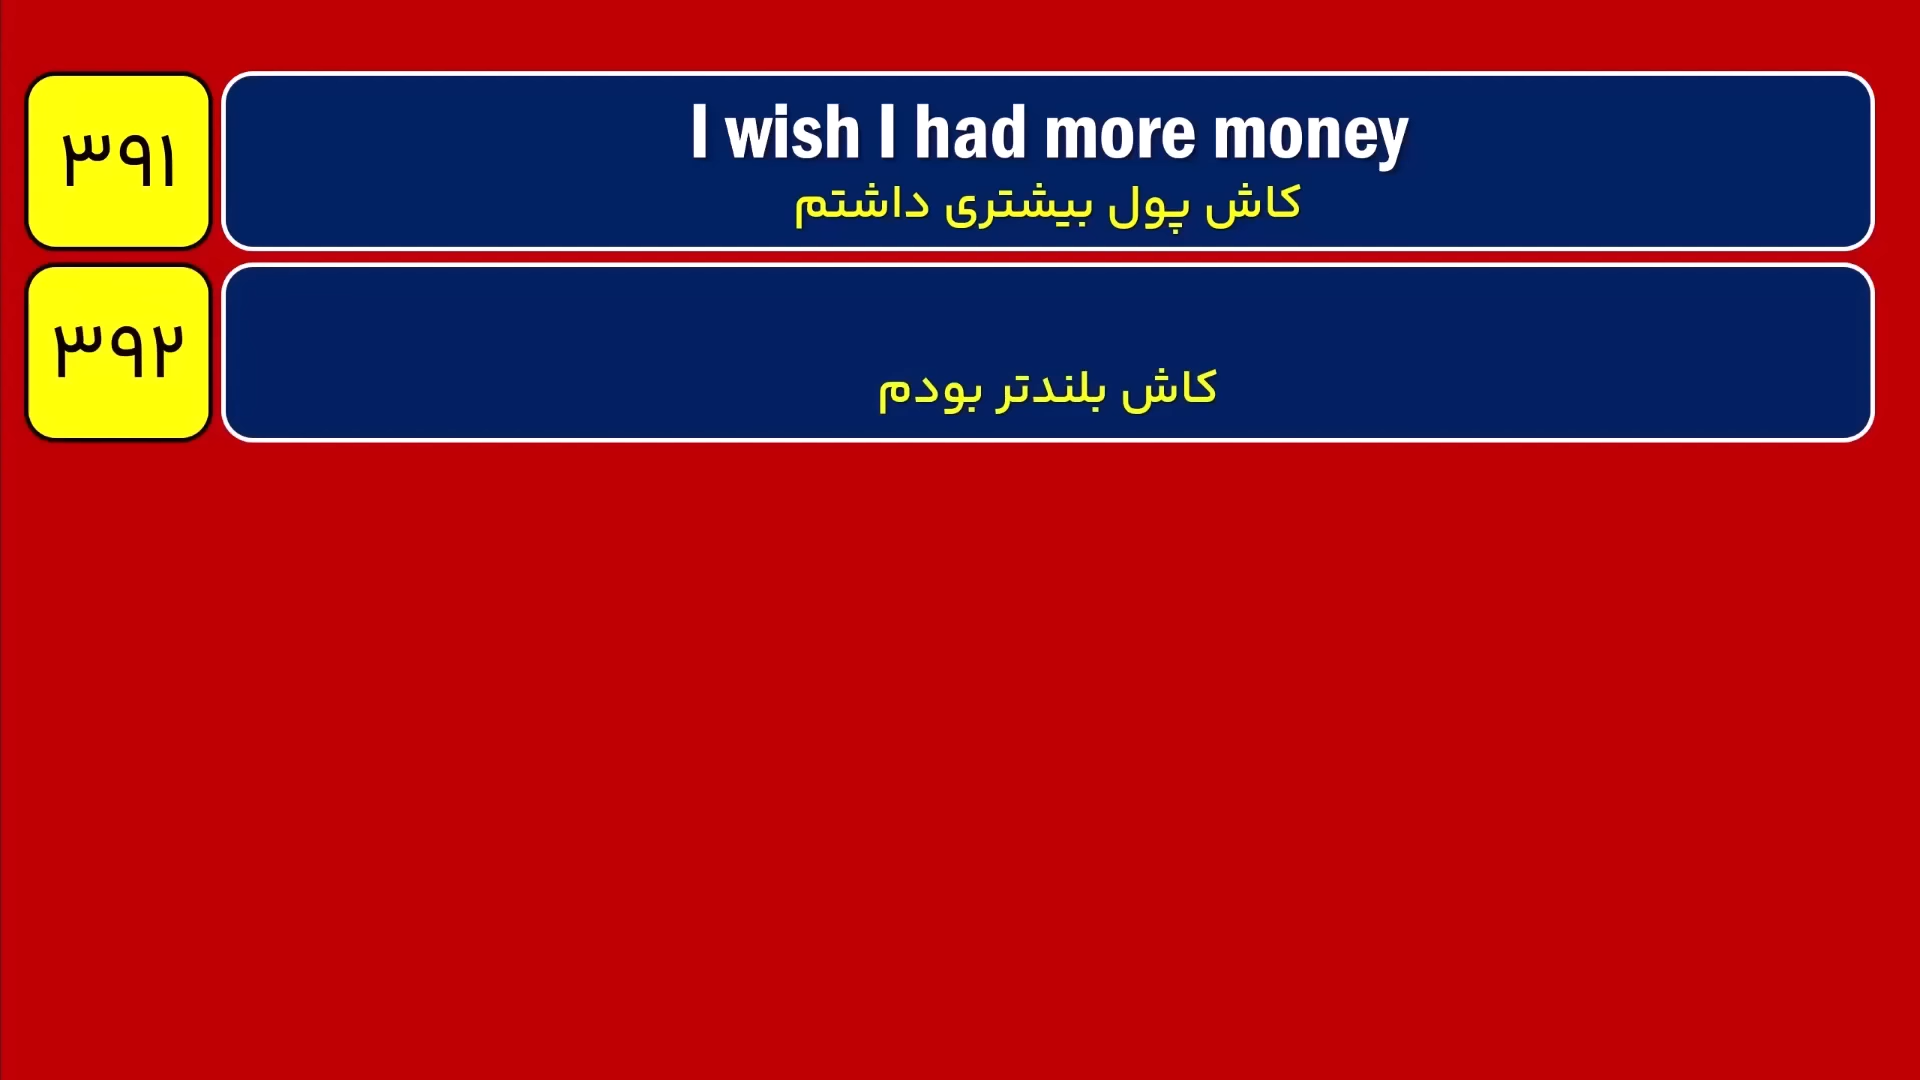 ۳۹۱
I wish I had more money
کاش پول بیشتری داشتم
۳۹۲
کاش بلندتر بودم